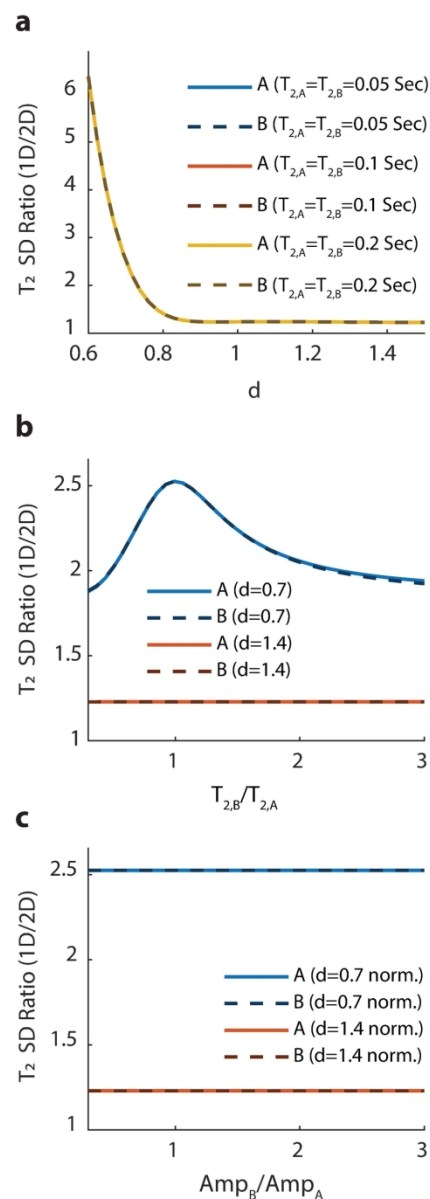 a
T₂ SD Ratio (1D/2D)
6
5
4
3
2
1
A (T2,A=T2,B=0.05 Sec)
B (T2,A=T2,B=0.05 Sec)
A (T2,A=T2,B=0.1 Sec)
B (T2,A=T2,B=0.1 Sec)
A (T2,A=T2,B=0.2 Sec)
B (T2,A=T2,B=0.2 Sec)
0.6 0.8 1 1.2 1.4
d
b
T₂ SD Ratio (1D/2D)
2.5
2
1.5
1
A (d=0.7)
B (d=0.7)
A (d=1.4)
B (d=1.4)
1 2 3
T2,B/T2,A
c
T₂ SD Ratio (1D/2D)
2.5
2
1.5
1
A (d=0.7 norm.)
B (d=0.7 norm.)
A (d=1.4 norm.)
B (d=1.4 norm.)
1 2 3
AmpB/AmpA